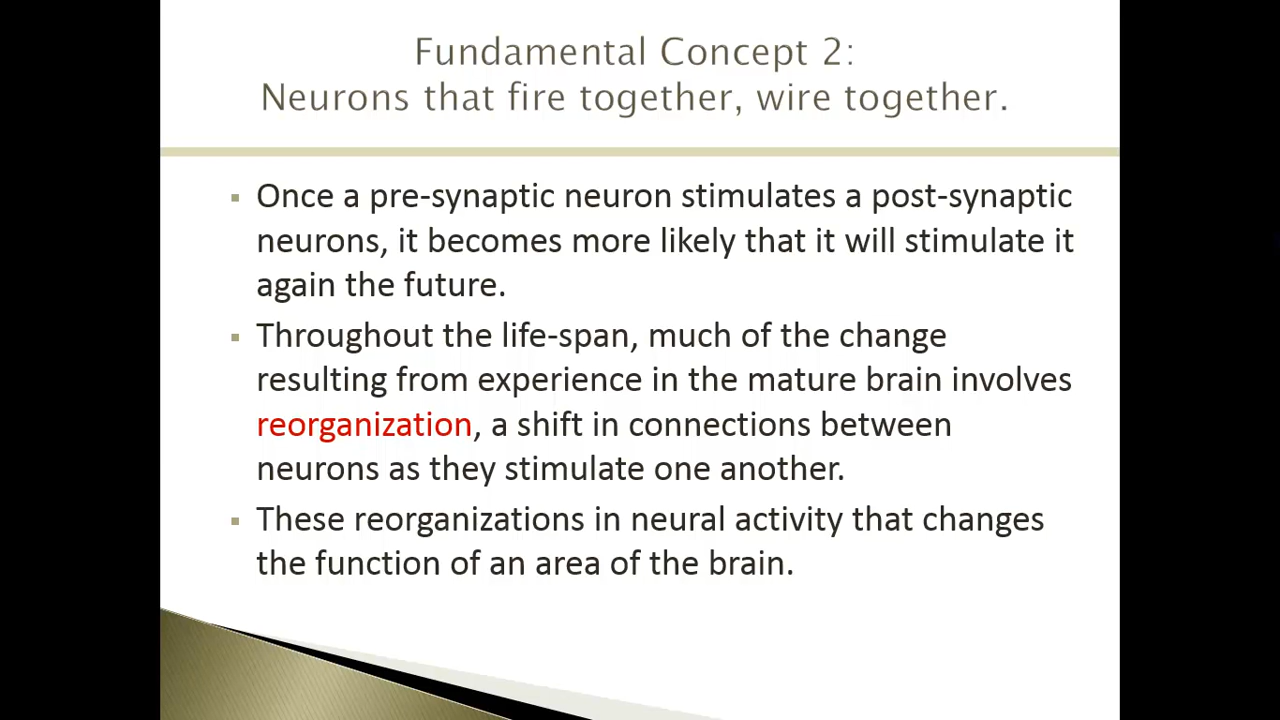 Fundamental Concept 2:
Neurons that fire together, wire together.
Once a pre-synaptic neuron stimulates a post-synaptic
neurons, it becomes more likely that it will stimulate it
again the future.
Throughout the life-span, much of the change
resulting from experience in the mature brain involves
reorganization, a shift in connections between
neurons as they stimulate one another.
These reorganizations in neural activity that changes
the function of an area of the brain.